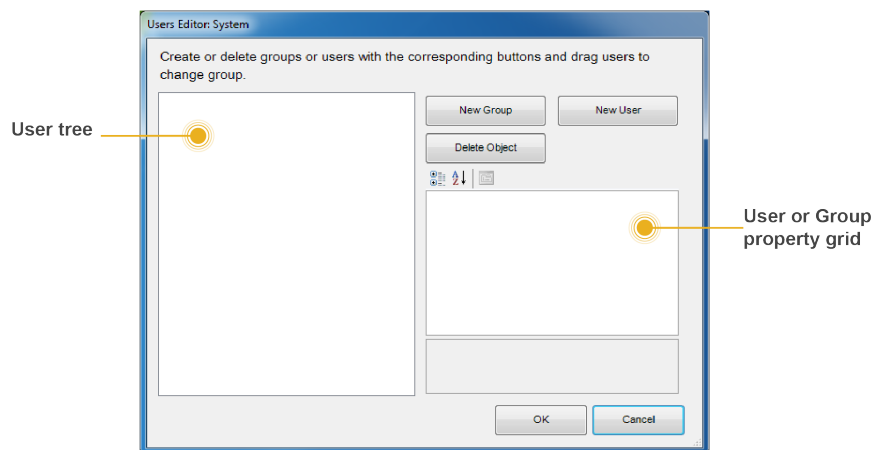 Users Editor: System
Create or delete groups or users with the corresponding buttons and drag users to
change group.
User tree
New Group
New User
Delete Object
A
Z
User or Group
property grid
OK
Cancel